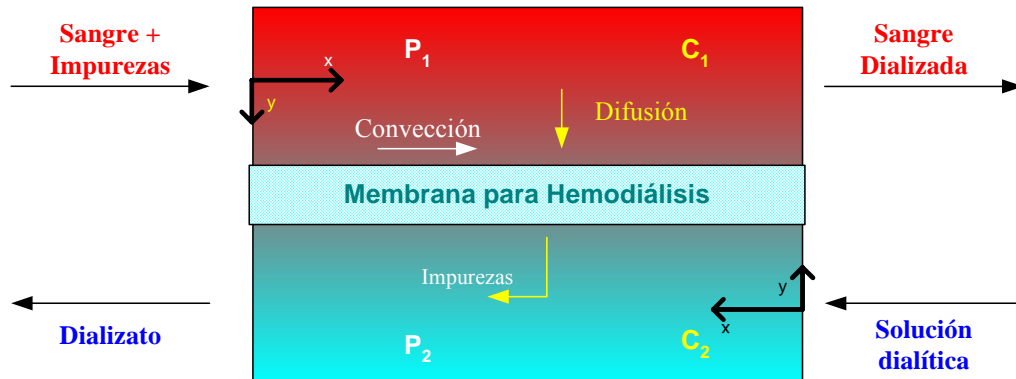 Sangre +
Impurezas
P1
C1
Sangre
Dializada
x
y
Difusión
Convección
Membrana para Hemodiálisis
Impurezas
y
x
Dializato
P2
C2
Solución
dialítica